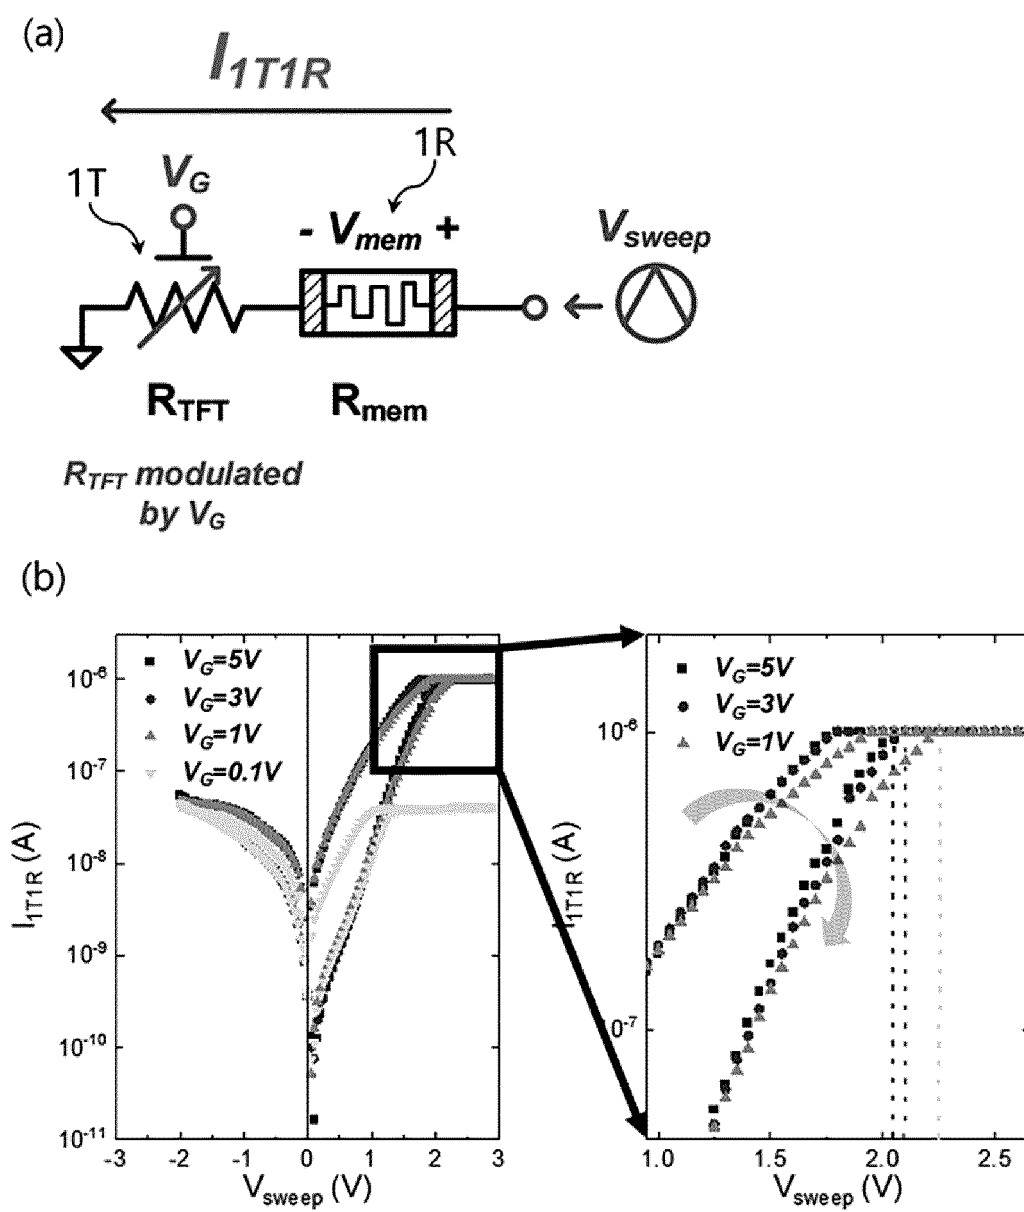 (a)
I1T1R
1R
1T
VG
- Vmem +
Vsweep
RTFT
Rmem
RTFT modulated
by VG
(b)
VG=5V
VG=3V
VG=1V
VG=0.1V
10-6
10-7
10-8
10-9
10-10
10-11
-3 -2 -1 0 1 2 3
I1T1R (A)
Vsweep (V)
VG=5V
VG=3V
VG=1V
10-6
10-7
1.0 1.5 2.0 2.5
I1T1R (A)
Vsweep (V)